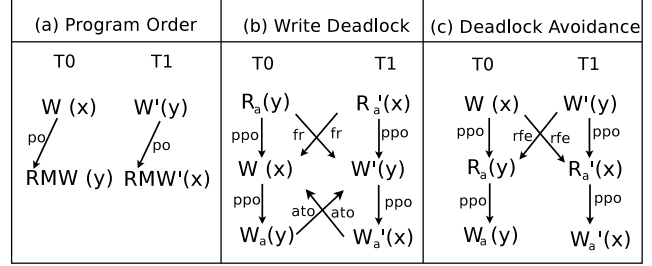 (a) Program Order (b) Write Deadlock (c) Deadlock Avoidance
T0 T1 T0 T1 T0 T1
W (x) W'(y) Ra(y) Ra'(x) W (x) W'(y)
po po ppo fr fr ppo ppo rfe rfe ppo
RMW (y) RMW'(x) W (x) W'(y) Ra(y) Ra'(x)
ppo ato ato ppo ppo ppo
Wa(y) Wa'(x) Wa(y) Wa'(x)